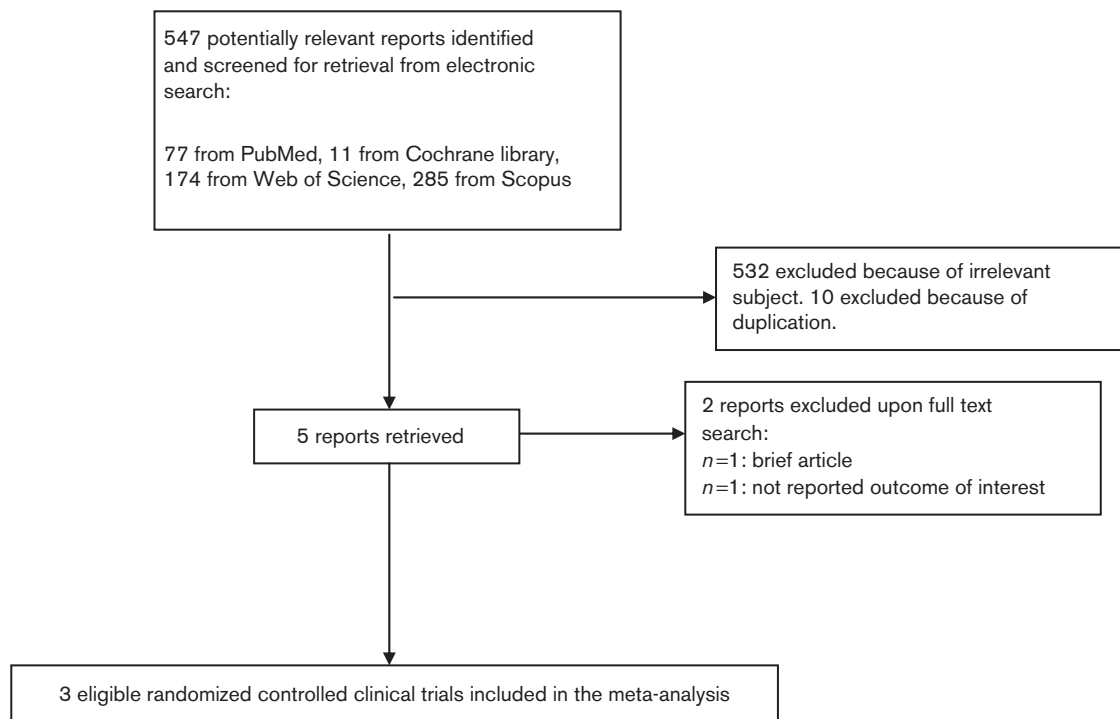 547 potentially relevant reports identified
and screened for retrieval from electronic
search:
77 from PubMed, 11 from Cochrane library,
174 from Web of Science, 285 from Scopus
532 excluded because of irrelevant
subject. 10 excluded because of
duplication.
5 reports retrieved
2 reports excluded upon full text
search:
n=1: brief article
n=1: not reported outcome of interest
3 eligible randomized controlled clinical trials included in the meta-analysis